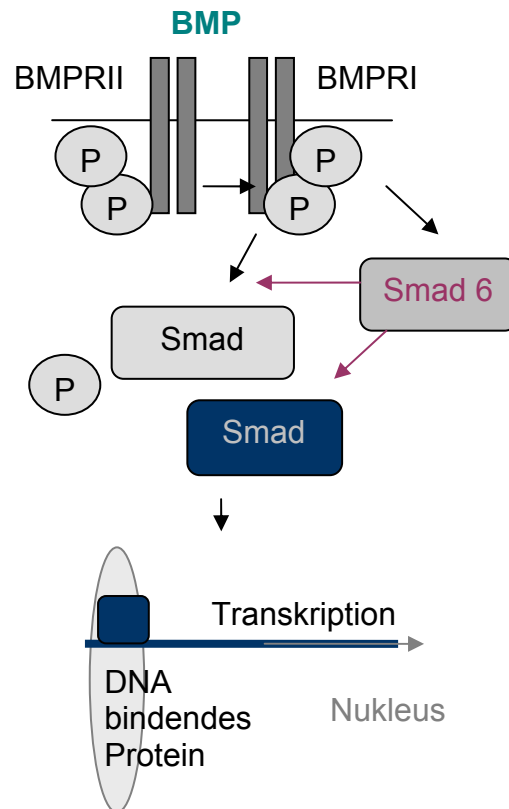 BMP
BMPRII
BMPRI
P
P
P
P
Smad 6
Smad
P
Smad
Transkription
DNA
bindendes
Protein
Nukleus